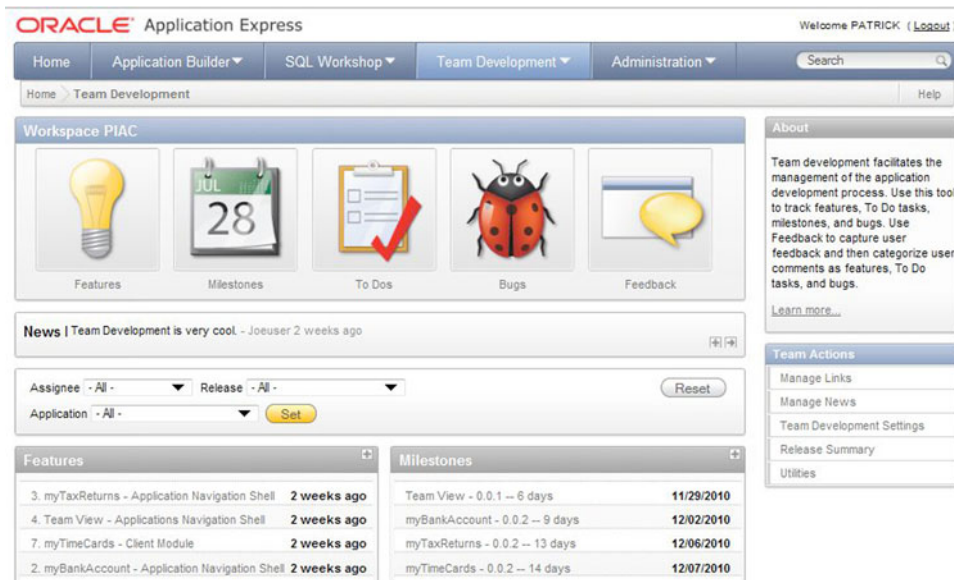 ORACLE Application Express
Welcome PATRICK ( Logout )
Home
Application Builder
SQL Workshop
Team Development
Administration
Search
Home Team Development
Help
Workspace PIAC
JUL
28
Features
Milestones
To Dos
Bugs
Feedback
News | Team Development is very cool. - Joeuser 2 weeks ago
Assignee - All -
Release - All -
Reset
Application - All -
Set
Features
3. myTaxReturns - Application Navigation Shell 2 weeks ago
4. Team View - Applications Navigation Shell 2 weeks ago
7. myTimeCards - Client Module 2 weeks ago
2. myBankAccount - Application Navigation Shell 2 weeks ago
Milestones
Team View - 0.0.1 -- 6 days 11/29/2010
myBankAccount - 0.0.2 -- 9 days 12/02/2010
myTaxReturns - 0.0.2 -- 13 days 12/06/2010
myTimeCards - 0.0.2 -- 14 days 12/07/2010
About
Team development facilitates the
management of the application
development process. Use this tool
to track features, To Do tasks,
milestones, and bugs. Use
Feedback to capture user
feedback and then categorize user
comments as features, To Do
tasks, and bugs.
Learn more...
Team Actions
Manage Links
Manage News
Team Development Settings
Release Summary
Utilities